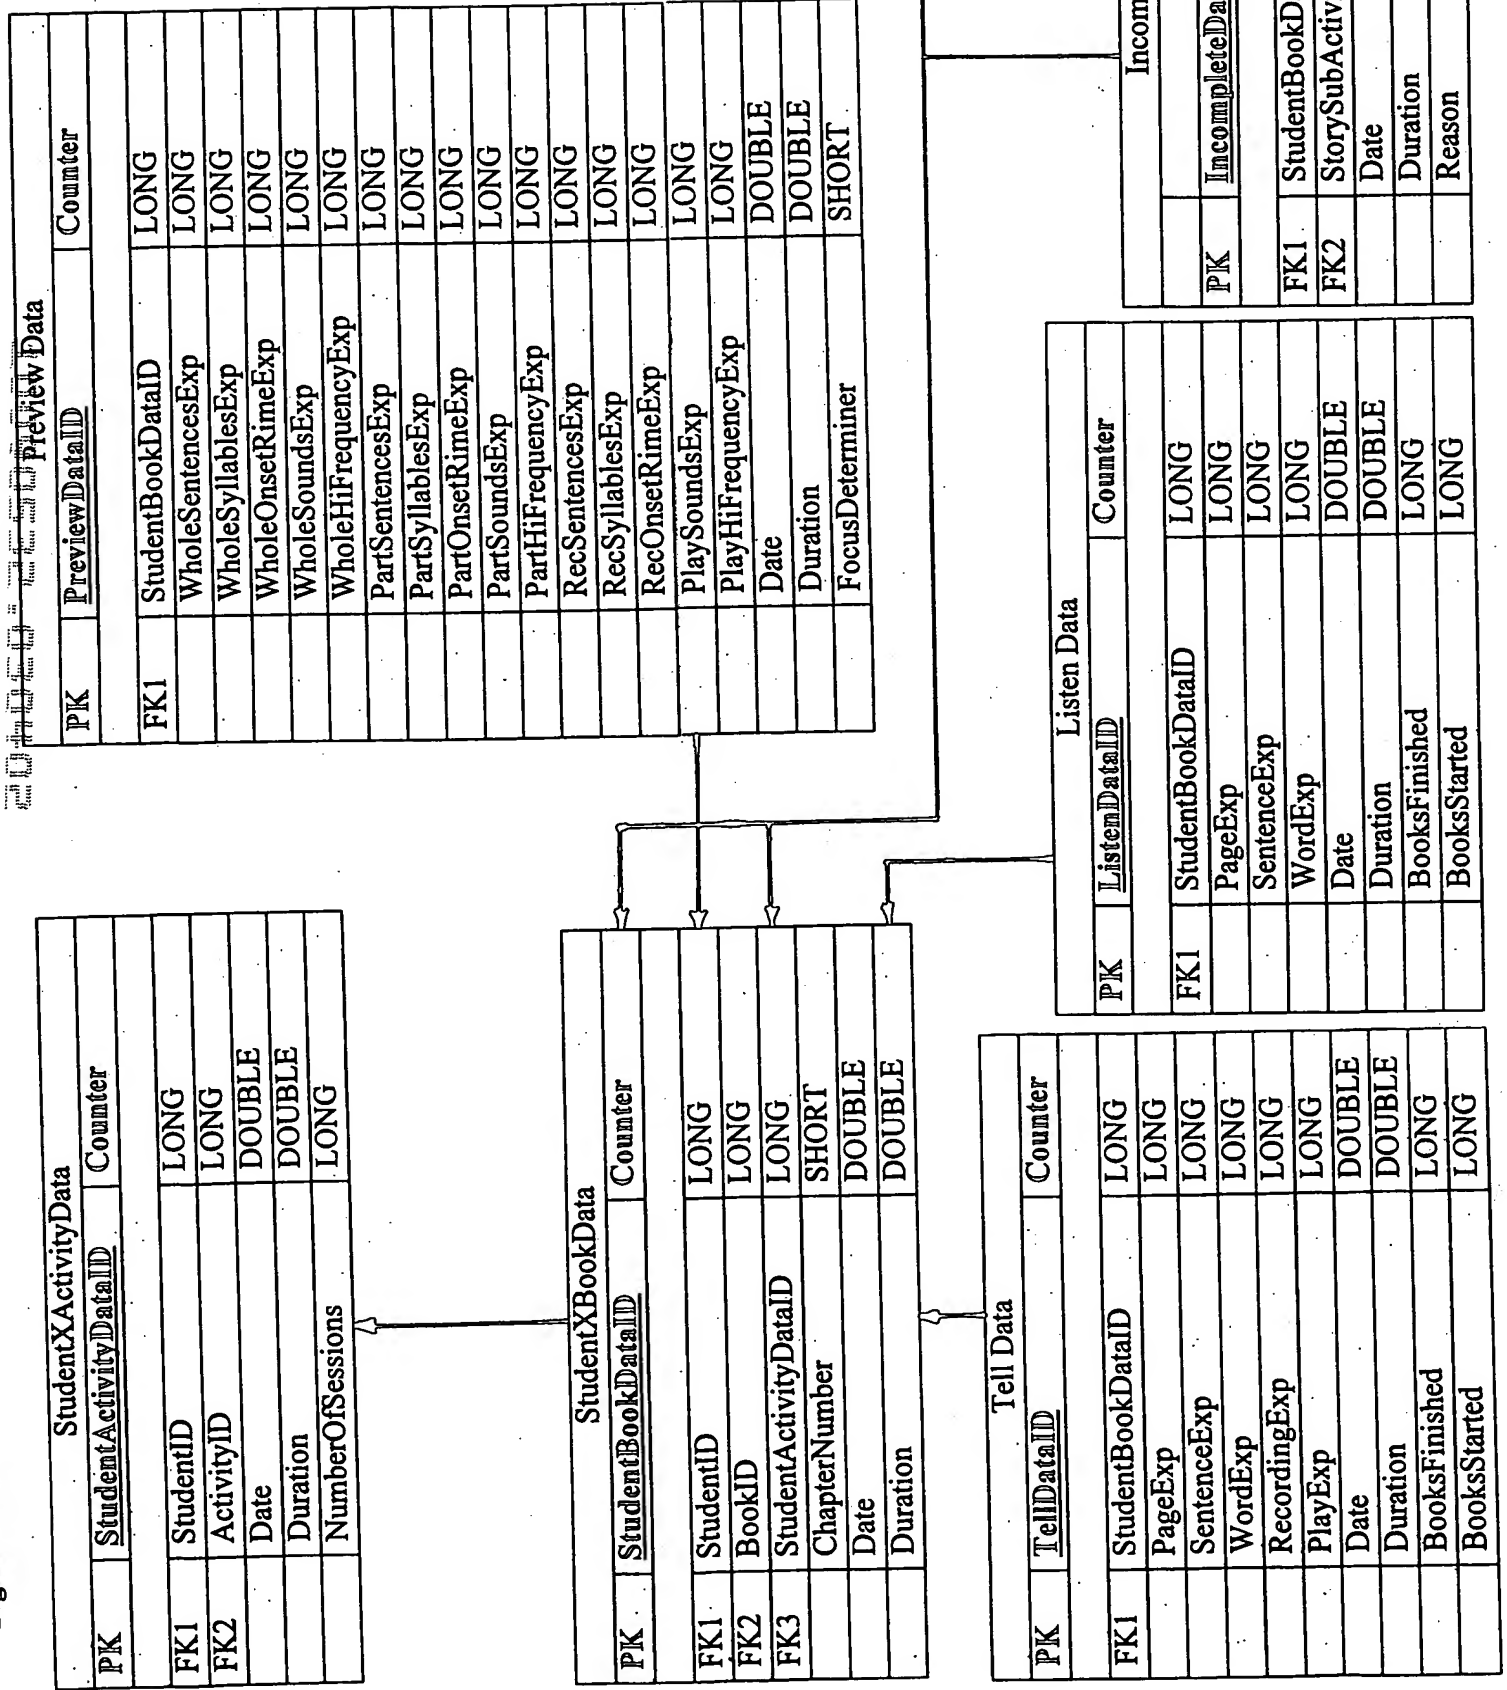 StudentXActivityData
PK StudentActivityDataID Counter
FK1 StudentID LONG
FK2 ActivityID LONG
Date DOUBLE
Duration DOUBLE
NumberOfSessions LONG
Preview Data
PK PreviewDataID Counter
FK1 StudentBookDataID LONG
WholeSentencesExp LONG
WholeSyllablesExp LONG
WholeOnsetRimeExp LONG
WholeSoundsExp LONG
WholeHiFrequencyExp LONG
PartSentencesExp LONG
PartSyllablesExp LONG
PartOnsetRimeExp LONG
PartSoundsExp LONG
PartHiFrequencyExp LONG
RecSentencesExp LONG
RecSyllablesExp LONG
RecOnsetRimeExp LONG
PlaySoundsExp LONG
PlayHiFrequencyExp LONG
Date DOUBLE
Duration DOUBLE
FocusDeterminer SHORT
StudentXBookData
PK StudentBookDataID Counter
FK1 StudentID LONG
FK2 BookID LONG
FK3 StudentActivityDataID LONG
ChapterNumber SHORT
Date DOUBLE
Duration DOUBLE
Tell Data
PK TellDataID Counter
FK1 StudentBookDataID LONG
PageExp LONG
SentenceExp LONG
WordExp LONG
RecordingExp LONG
PlayExp LONG
Date DOUBLE
Duration DOUBLE
BooksFinished LONG
BooksStarted LONG
Listen Data
PK ListenDataID Counter
FK1 StudentBookDataID LONG
PageExp LONG
SentenceExp LONG
WordExp LONG
Date DOUBLE
Duration DOUBLE
BooksFinished LONG
BooksStarted LONG
Incom
PK IncompleteDa
FK1 StudentBookD
FK2 StorySubActiv
Date
Duration
Reason